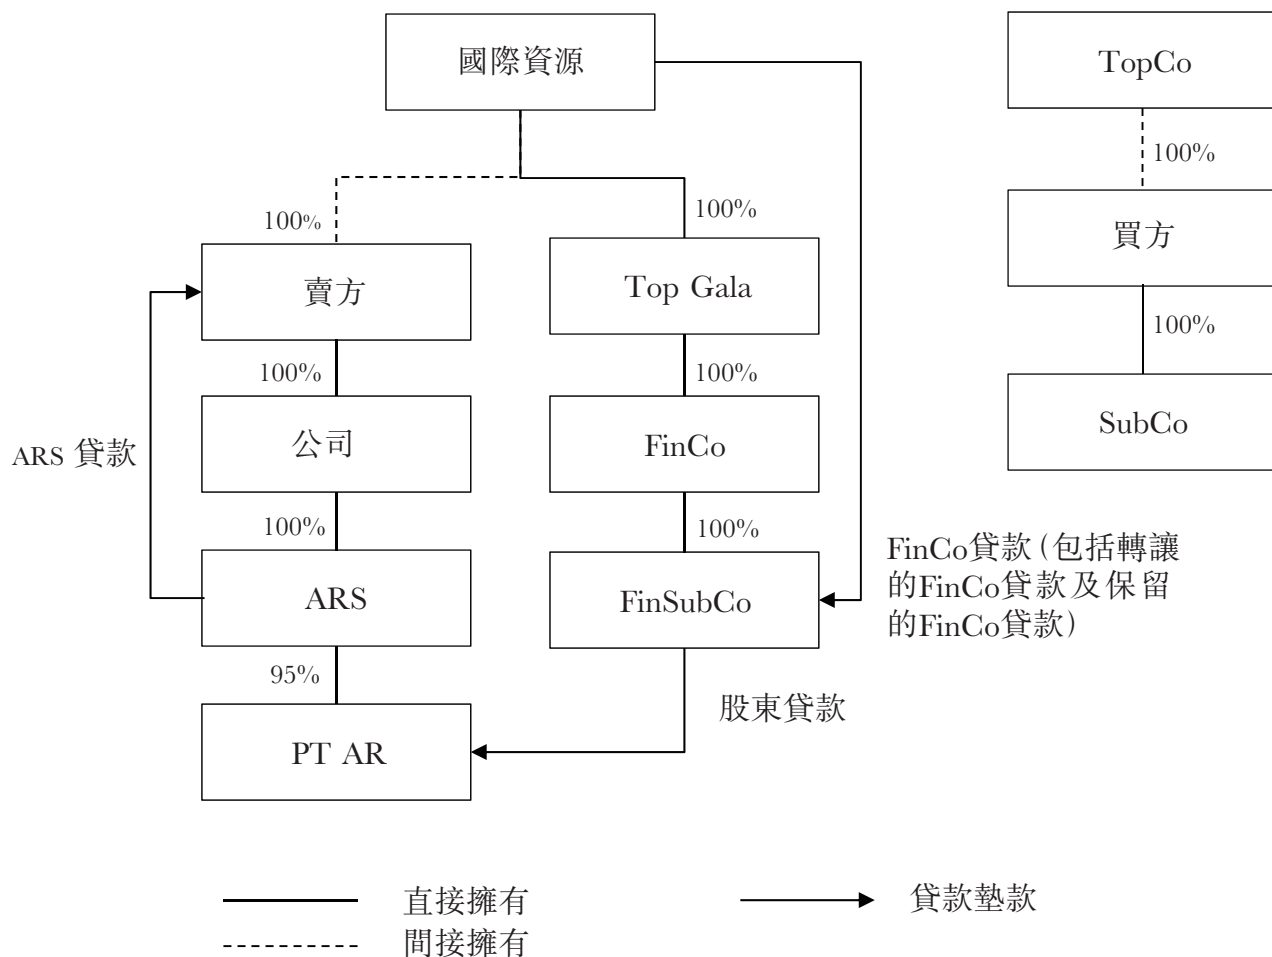 國際資源
TopCo
100%
100%
100%
賣方
Top Gala
買方
100%
100%
100%
ARS 貸款
公司
FinCo
SubCo
100%
100%
ARS
FinSubCo
FinCo貸款(包括轉讓
的FinCo貸款及保留
的FinCo貸款)
95%
股東貸款
PT AR
直接擁有
貸款墊款
間接擁有